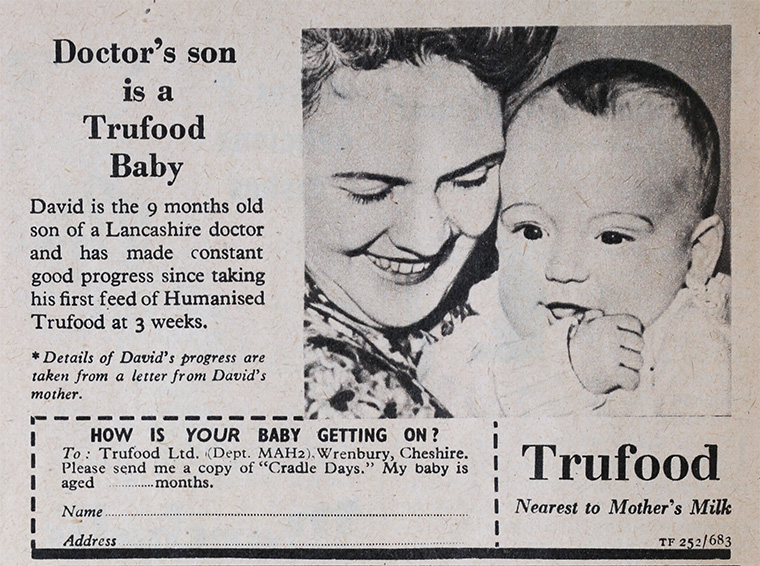 Doctor's son
is a
Trufood
Baby
David is the 9 months old
son of a Lancashire doctor
and has made constant
good progress since taking
his first feed of Humanised
Trufood at 3 weeks.
* Details of David's progress are
taken from a letter from David's
mother.
HOW IS YOUR BABY GETTING ON?
To: Trufood Ltd. (Dept. MAH2), Wrenbury, Cheshire.
Please send me a copy of "Cradle Days." My baby is
aged ............months.
Name
Address
Trufood
Nearest to Mother's Milk
TF 252/683